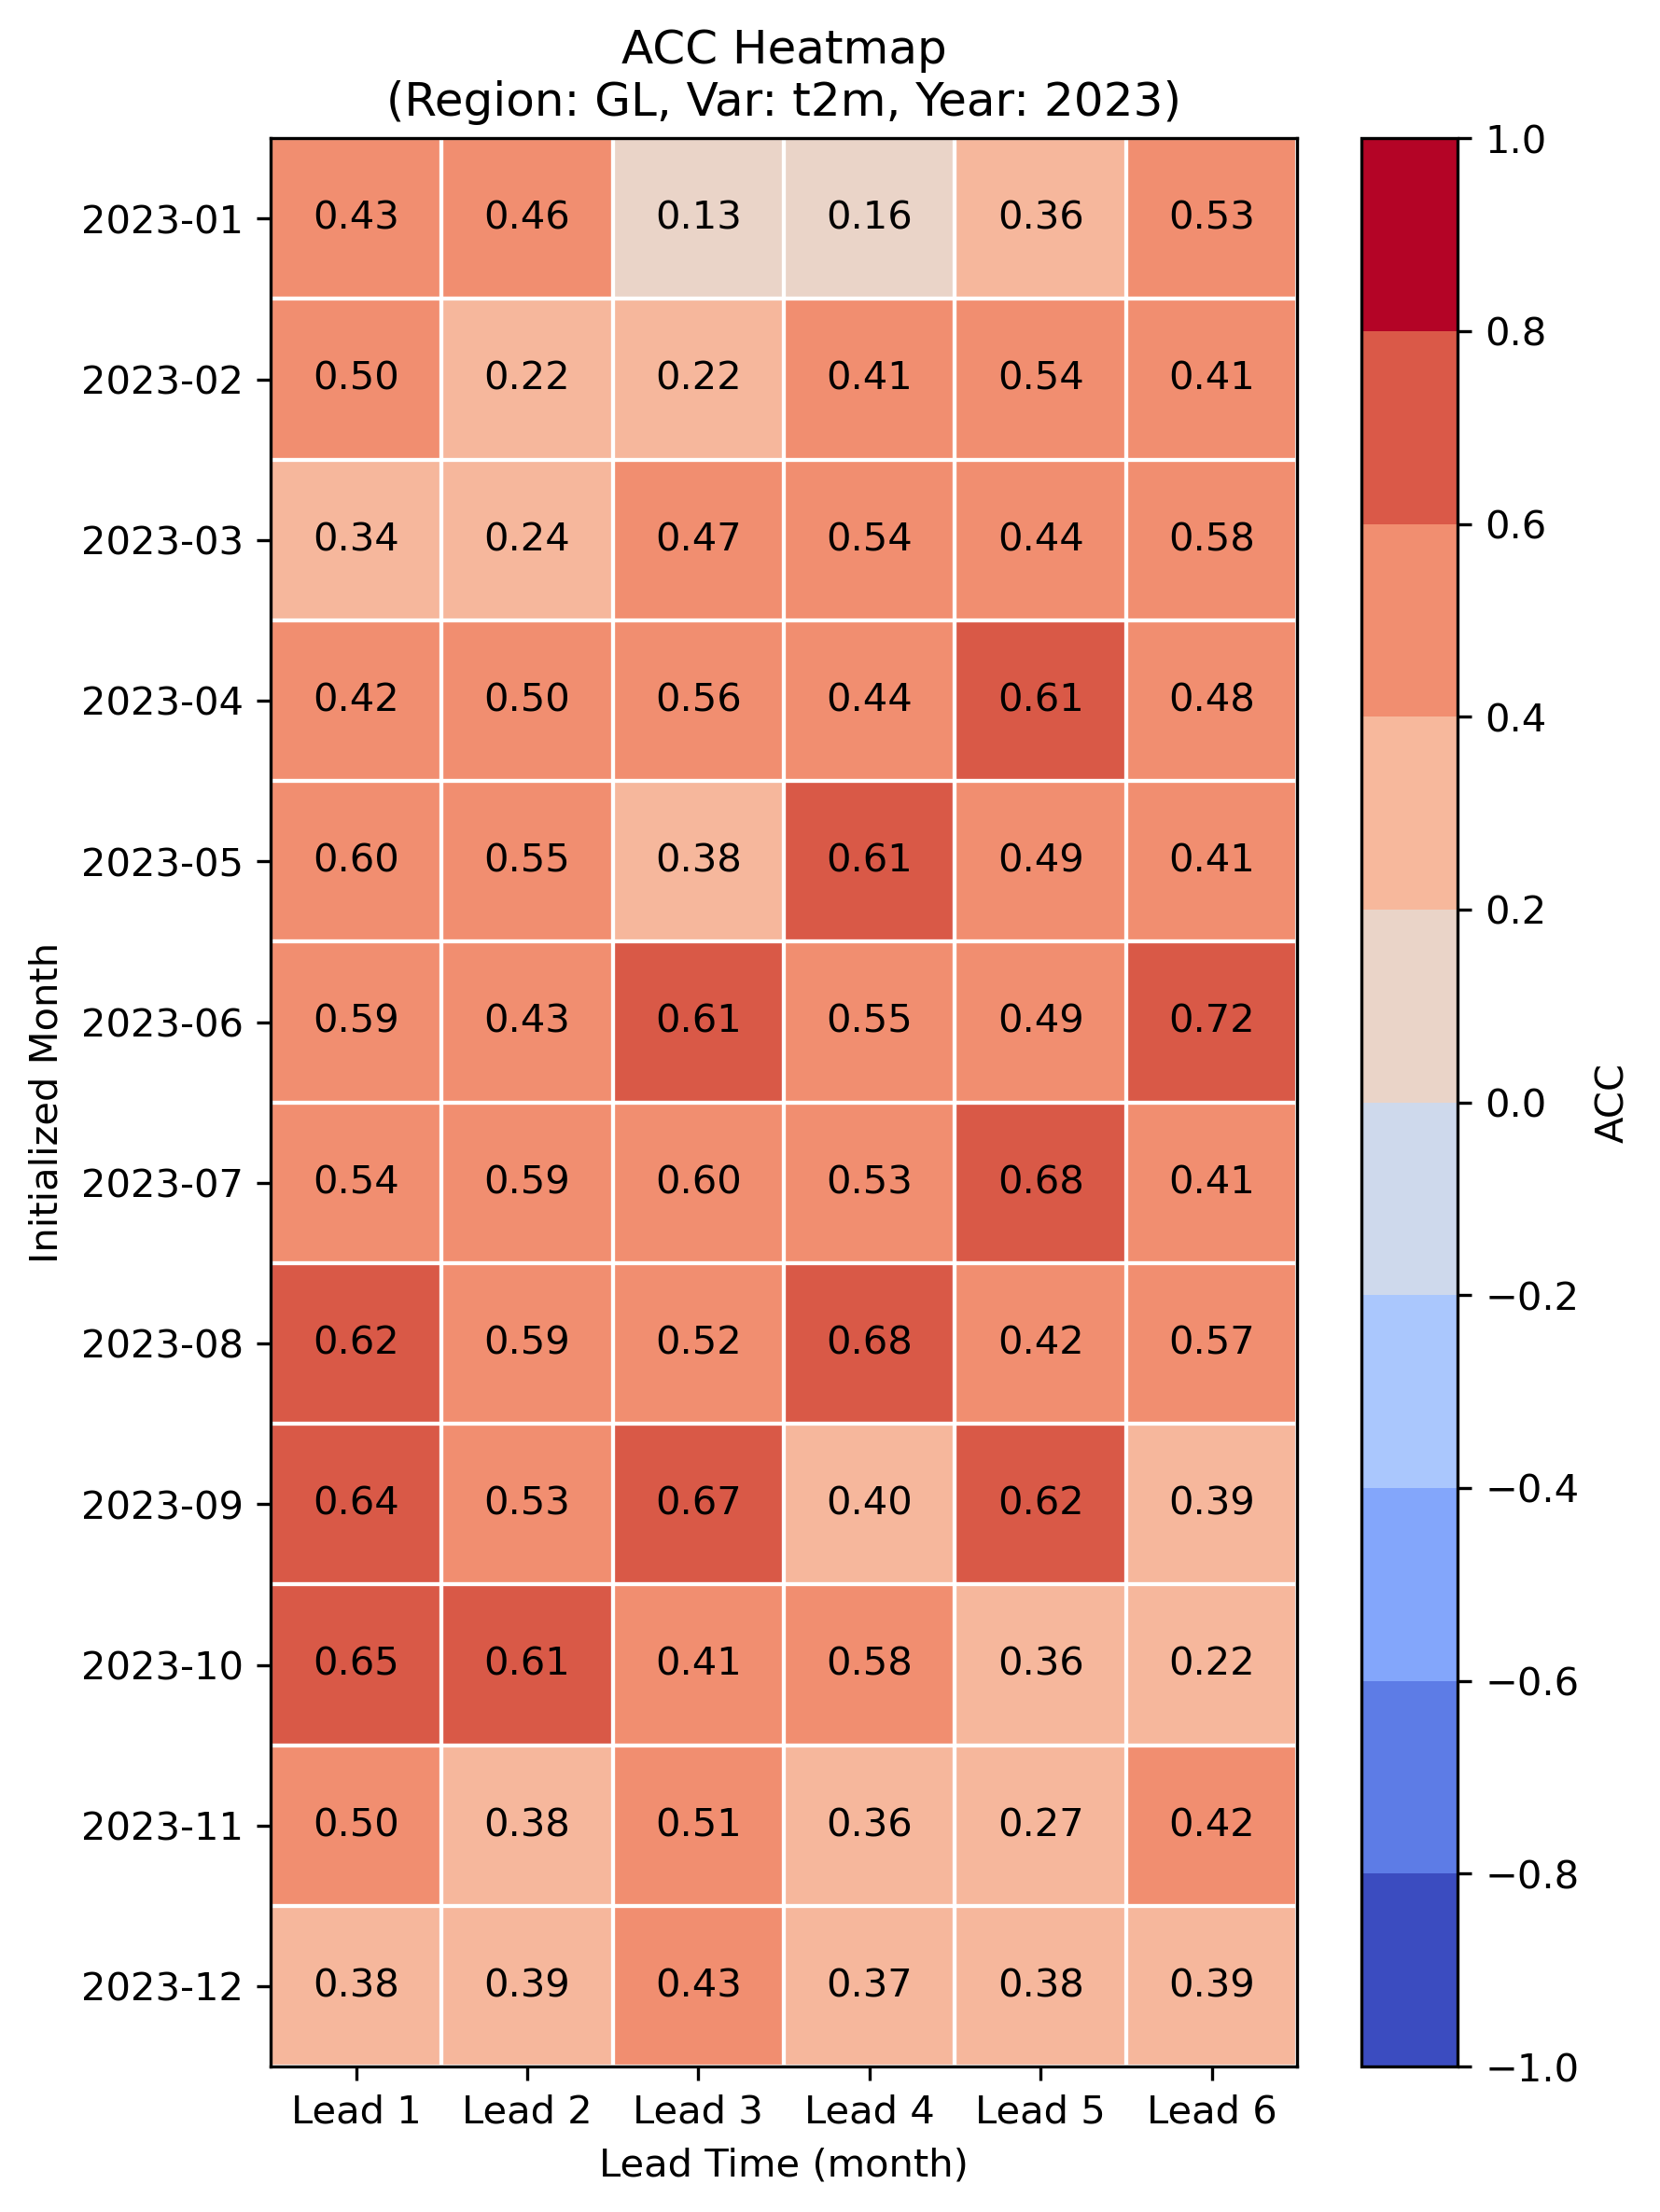 ACC Heatmap
(Region: GL, Var: t2m, Year: 2023)
Initialized Month
2023-01 0.43 0.46 0.13 0.16 0.36 0.53
2023-02 0.50 0.22 0.22 0.41 0.54 0.41
2023-03 0.34 0.24 0.47 0.54 0.44 0.58
2023-04 0.42 0.50 0.56 0.44 0.61 0.48
2023-05 0.60 0.55 0.38 0.61 0.49 0.41
2023-06 0.59 0.43 0.61 0.55 0.49 0.72
2023-07 0.54 0.59 0.60 0.53 0.68 0.41
2023-08 0.62 0.59 0.52 0.68 0.42 0.57
2023-09 0.64 0.53 0.67 0.40 0.62 0.39
2023-10 0.65 0.61 0.41 0.58 0.36 0.22
2023-11 0.50 0.38 0.51 0.36 0.27 0.42
2023-12 0.38 0.39 0.43 0.37 0.38 0.39
Lead 1 Lead 2 Lead 3 Lead 4 Lead 5 Lead 6
Lead Time (month)
1.0
0.8
0.6
0.4
0.2
0.0
−0.2
−0.4
−0.6
−0.8
−1.0
ACC